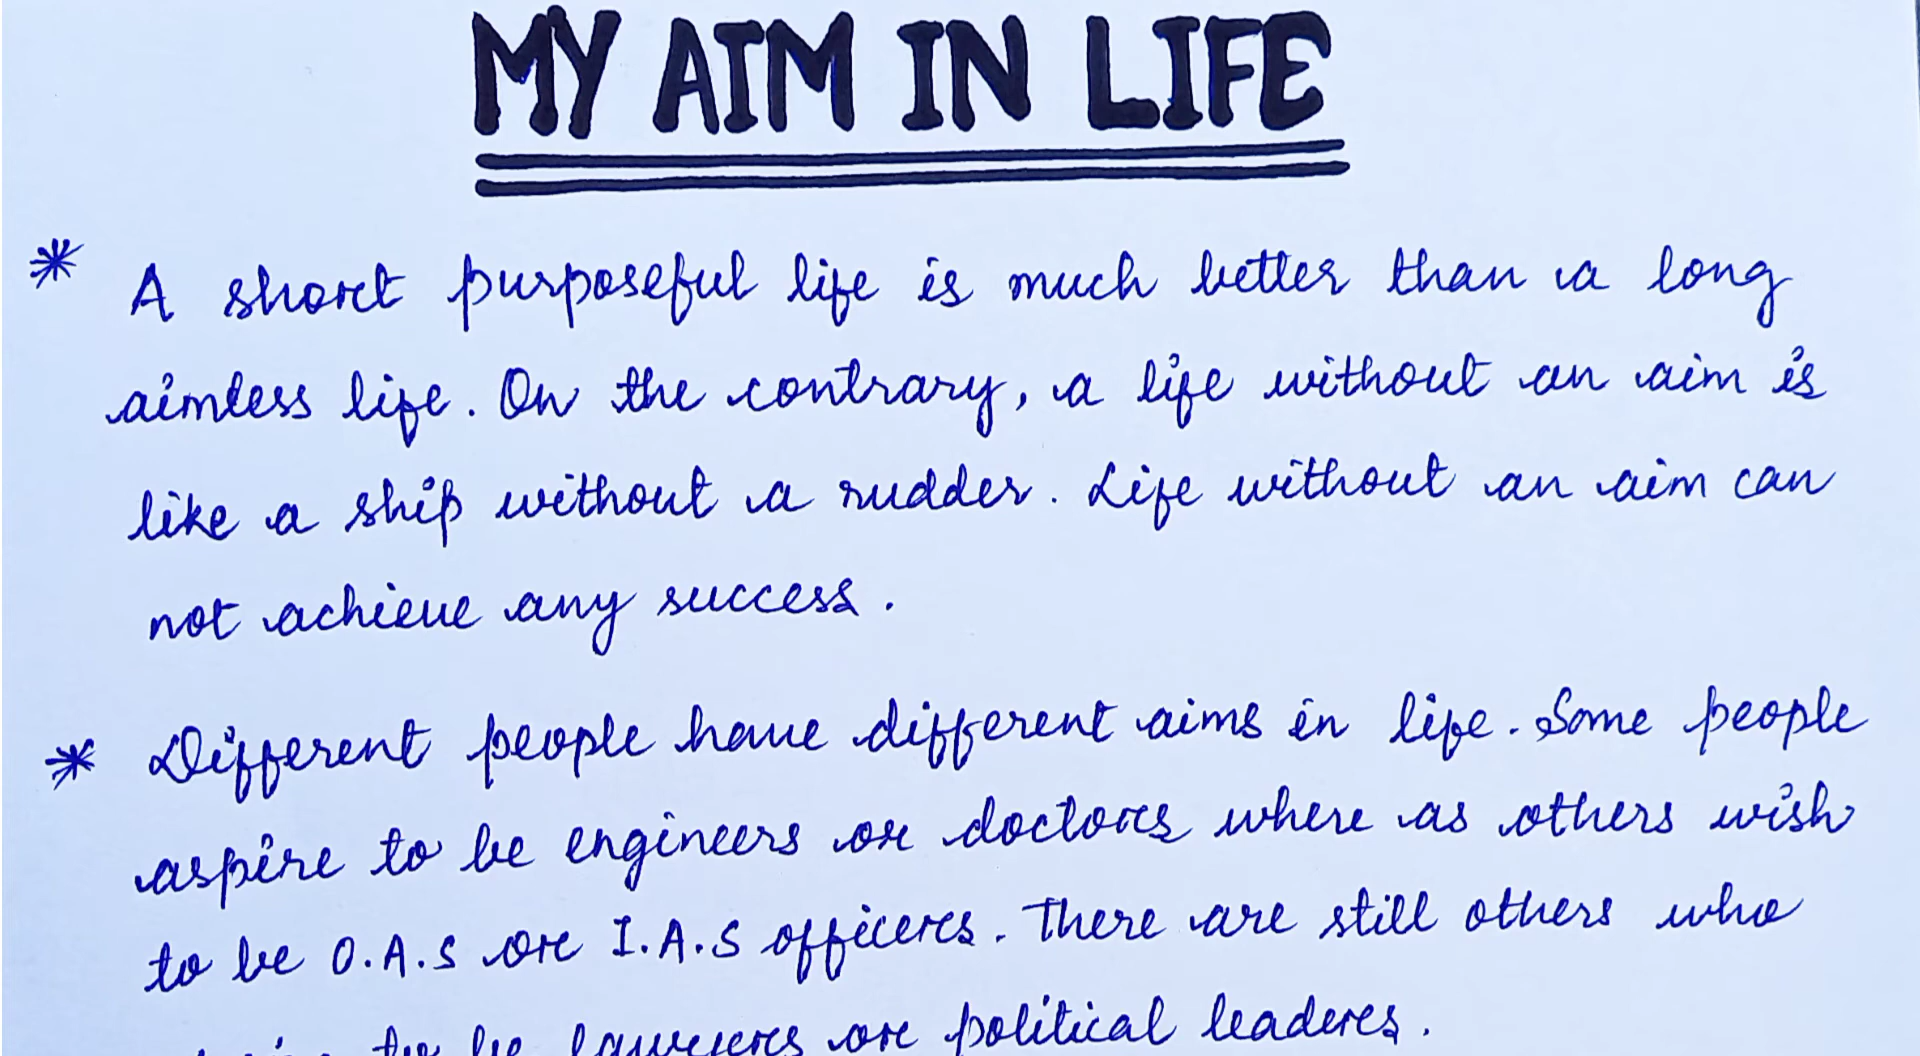 MY AIM IN LIFE
* A short purposeful life is much better than a long
aimless life. On the contrary, a life without an aim is
like a ship without a rudder. Life without an aim can
not achieve any success.
* Different people have different aims in life. Some people
aspire to be engineers or doctors where as others wish
to be O.A.S or I.A.S officers. There are still others who
to be lawyers or political leaders.